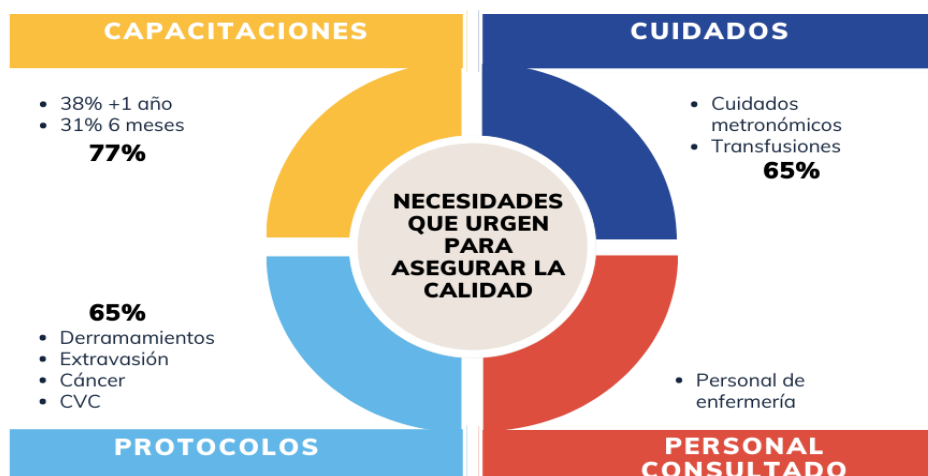 CAPACITACIONES
CUIDADOS
• 38% +1 año
• 31% 6 meses
77%
• Cuidados
metronómicos
• Transfusiones
65%
NECESIDADES
QUE URGEN
PARA
ASEGURAR LA
CALIDAD
65%
• Derramamientos
• Extravasión
• Cáncer
• CVC
• Personal de
enfermería
PROTOCOLOS
PERSONAL
CONSULTADO